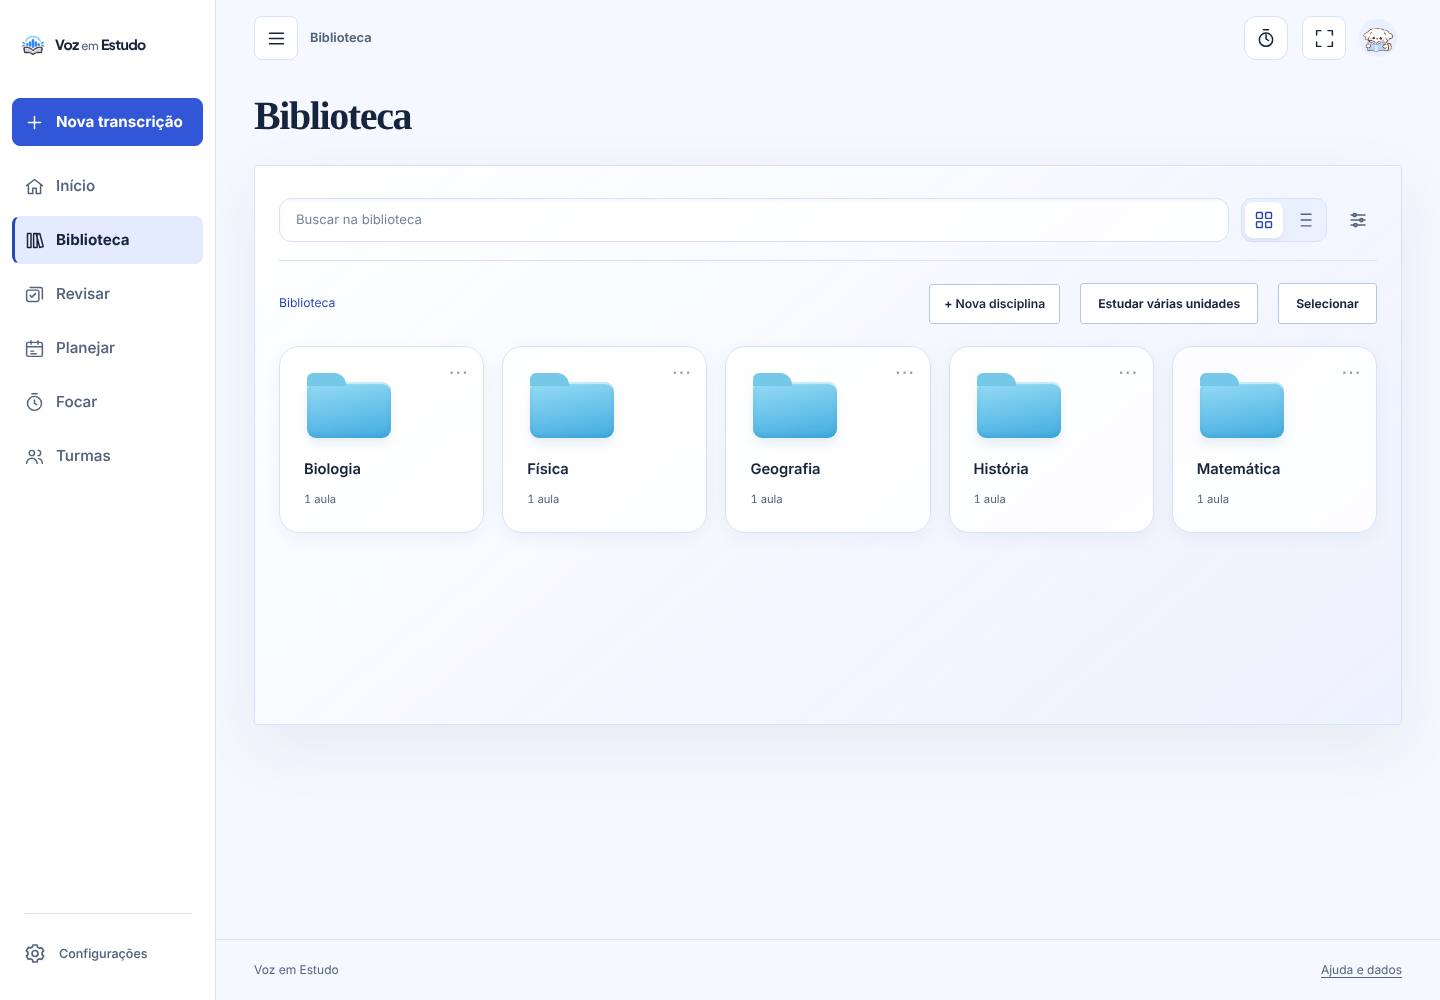 Voz em Estudo
Biblioteca
Nova transcrição
Início
Biblioteca
Revisar
Planejar
Focar
Turmas
Configurações
Biblioteca
Buscar na biblioteca
Biblioteca
+ Nova disciplina
Estudar várias unidades
Selecionar
Biologia
1 aula
Física
1 aula
Geografia
1 aula
História
1 aula
Matemática
1 aula
Voz em Estudo
Ajuda e dados